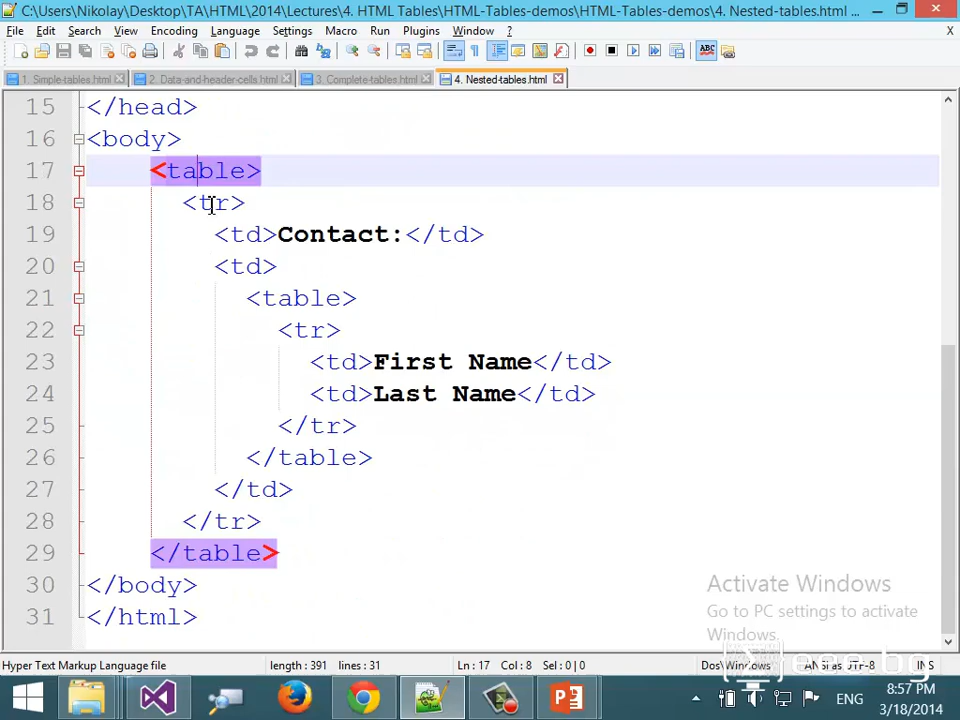 C:\Users\Nikolay\Desktop\TA\HTML\2014\Lectures\4. HTML Tables\HTML-Tables-demos\HTML-Tables-demos\4. Nested-tables.html ...
File Edit Search View Encoding Language Settings Macro Run Plugins Window ? X
1. Simple-tables.html 2. Data-and-header-cells.html 3. Complete-tables.html 4. Nested-tables.html
15 </head>
16 <body>
17 <table>
18 <tr>
19 <td>Contact:</td>
20 <td>
21 <table>
22 <tr>
23 <td>First Name</td>
24 <td>Last Name</td>
25 </tr>
26 </table>
27 </td>
28 </tr>
29 </table>
30 </body>
31 </html>
Activate Windows
Go to PC settings to activate
Windows.
Hyper Text Markup Language file length : 391 lines : 31 Ln : 17 Col : 8 Sel : 0 | 0 Dos\Windows UTF-8 INS
ENG 8:57 PM
3/18/2014